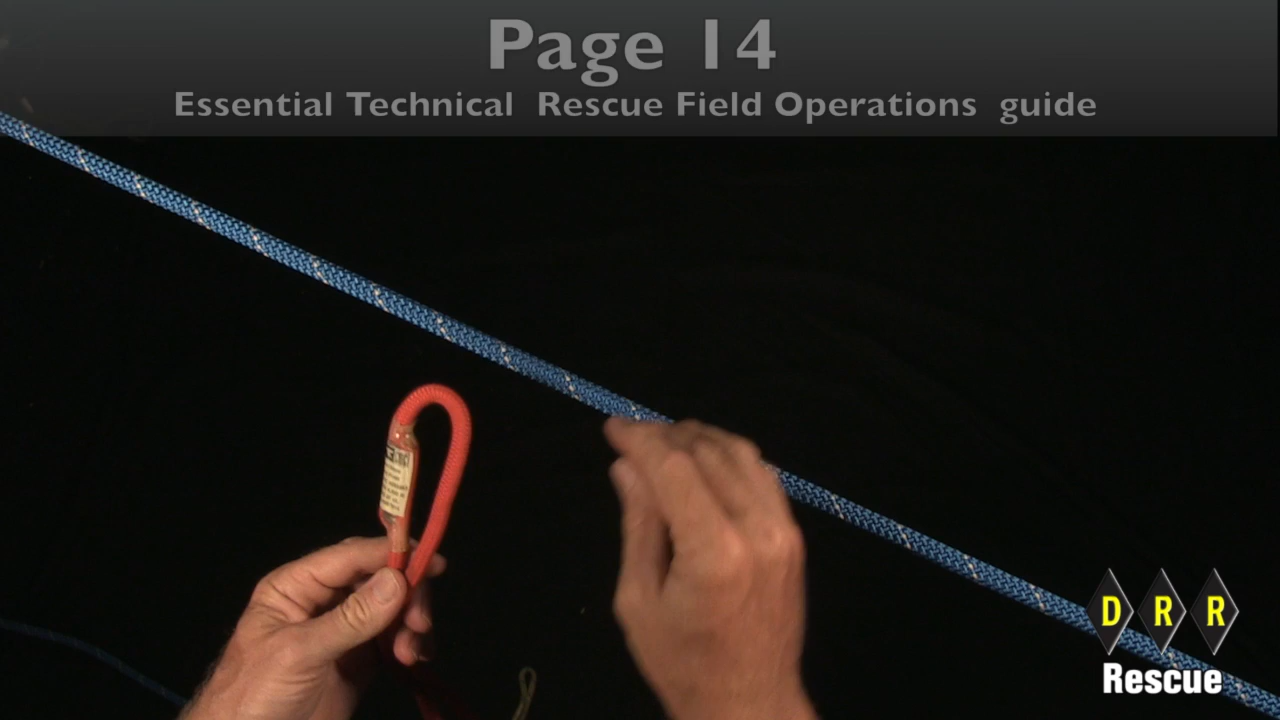 Page 14
Essential Technical Rescue Field Operations guide
D R R
Rescue